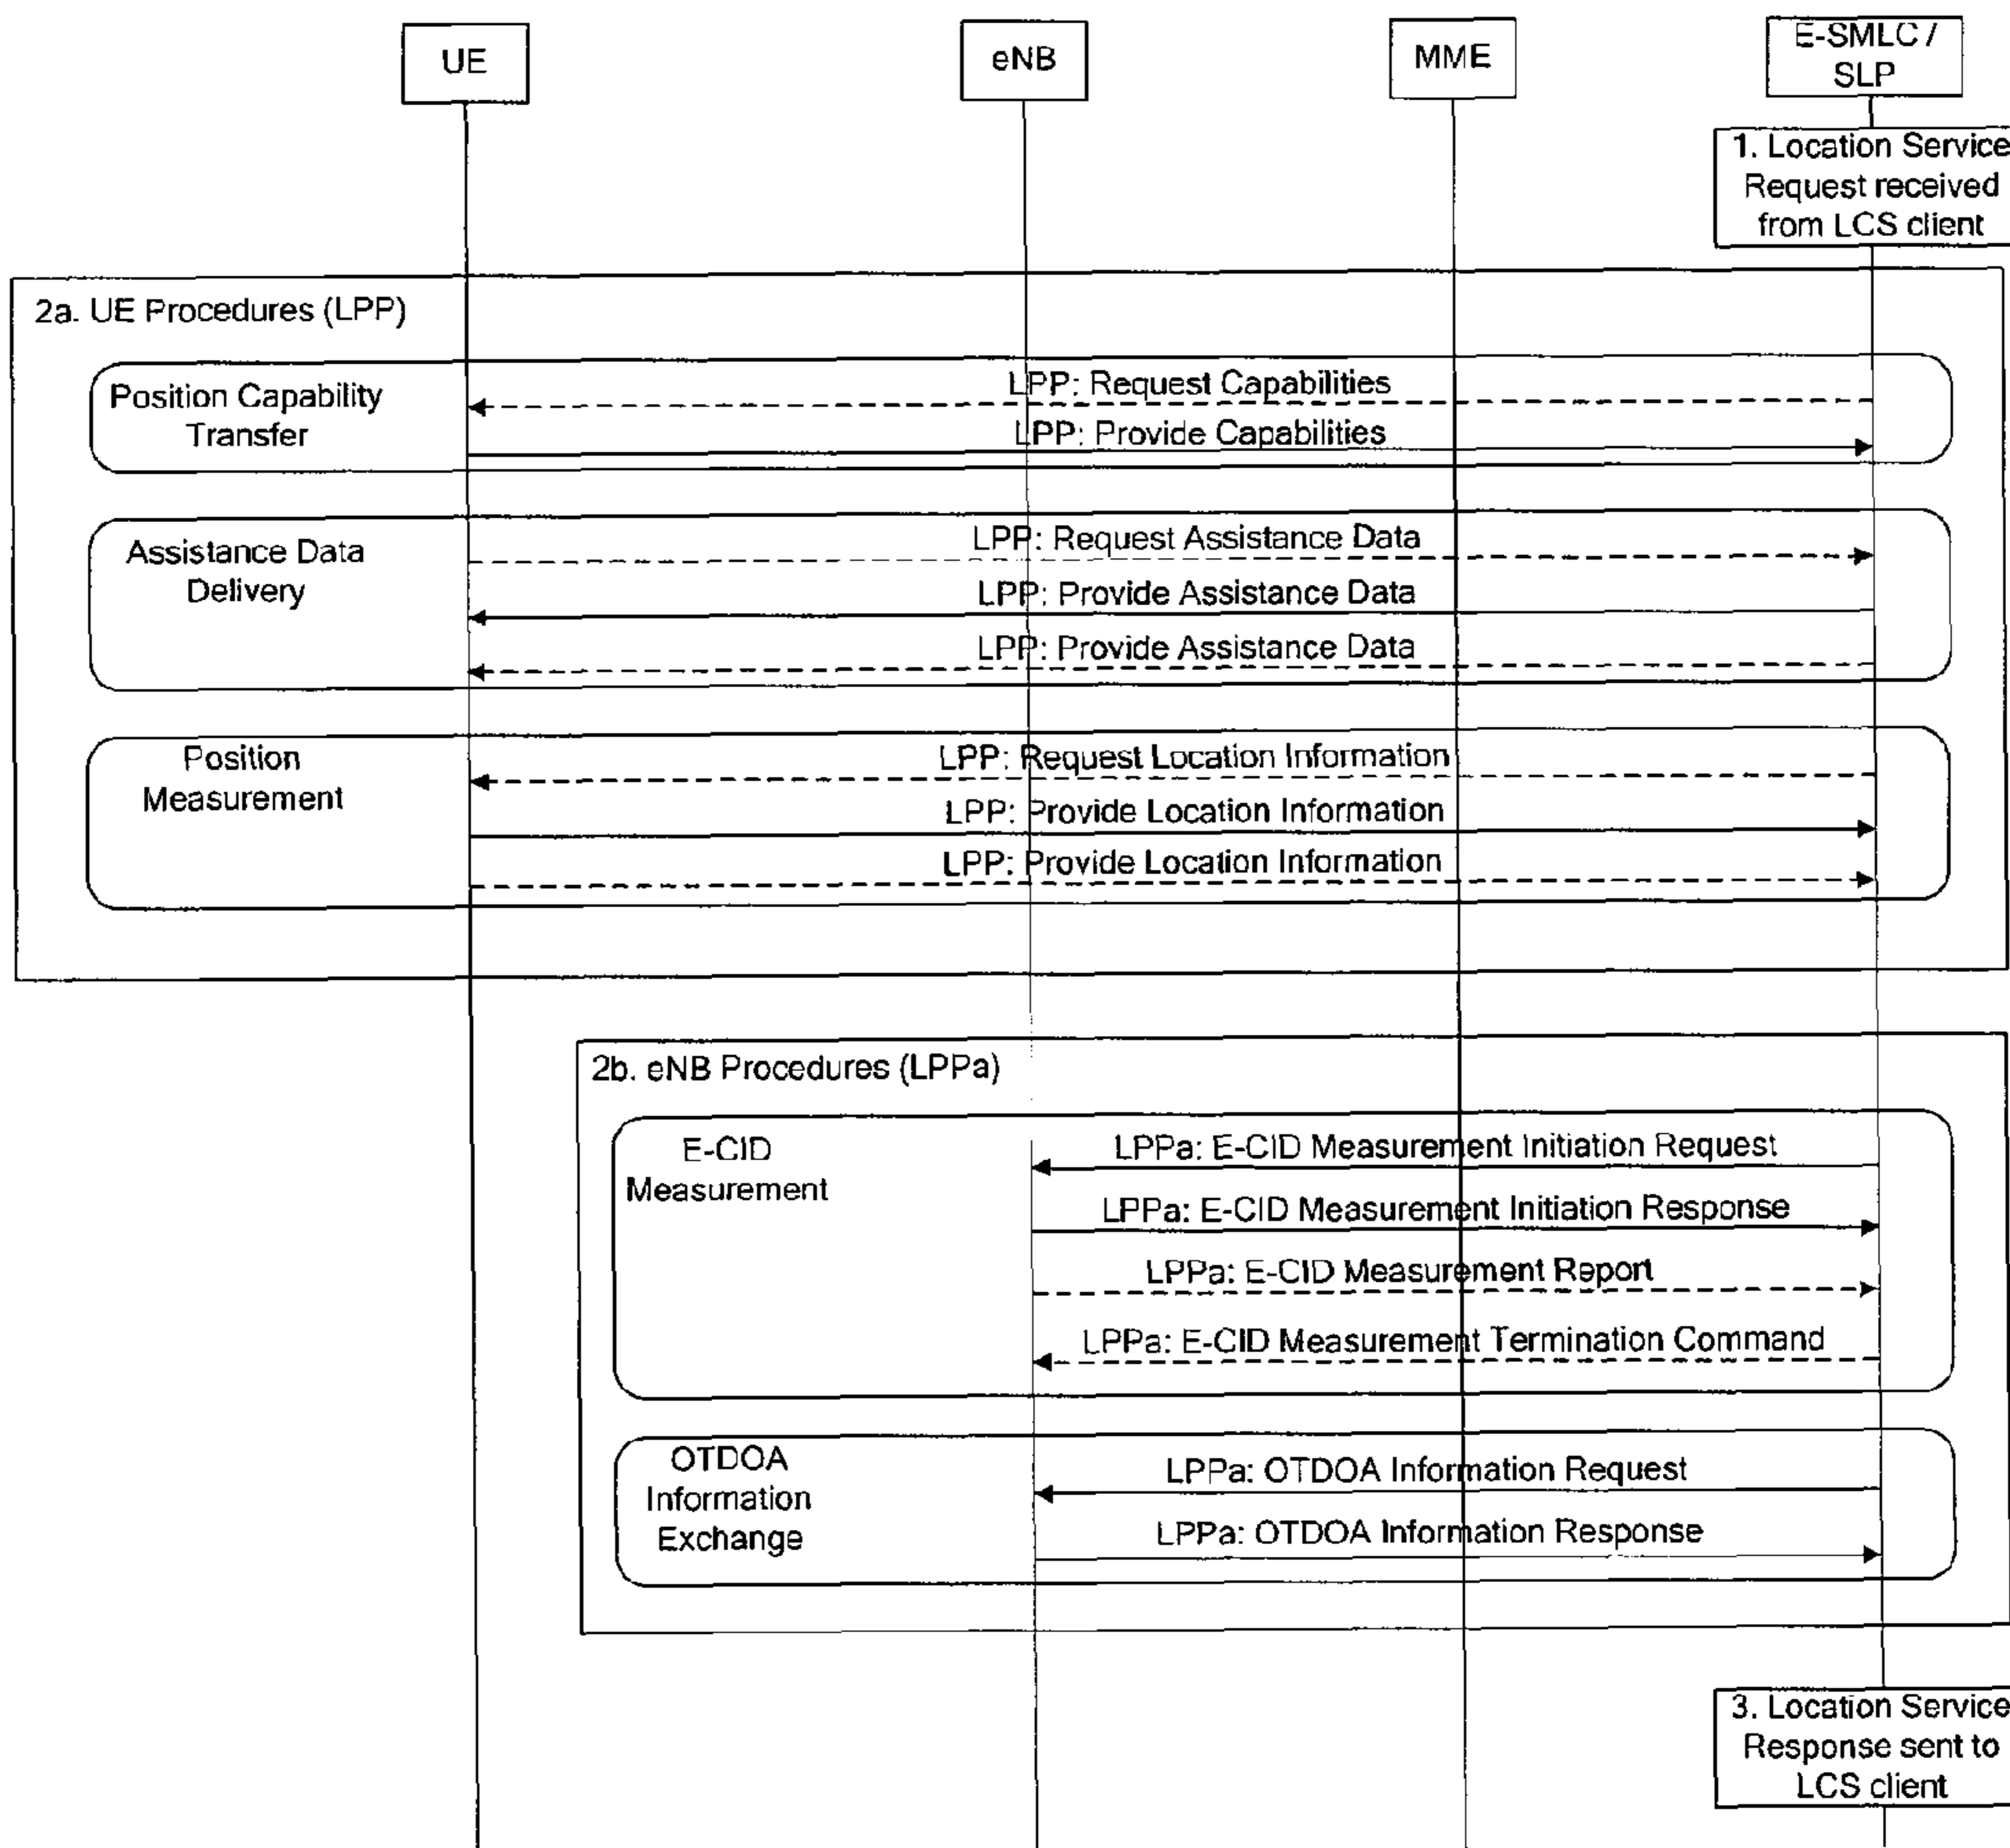 UE
eNB
MME
E-SMLC /
SLP
1. Location Service
Request received
from LCS client
2a. UE Procedures (LPP)
Position Capability
Transfer
LPP: Request Capabilities
LPP: Provide Capabilities
Assistance Data
Delivery
LPP: Request Assistance Data
LPP: Provide Assistance Data
LPP: Provide Assistance Data
Position
Measurement
LPP: Request Location Information
LPP: Provide Location Information
LPP: Provide Location Information
2b. eNB Procedures (LPPa)
E-CID
Measurement
LPPa: E-CID Measurement Initiation Request
LPPa: E-CID Measurement Initiation Response
LPPa: E-CID Measurement Report
LPPa: E-CID Measurement Termination Command
OTDOA
Information
Exchange
LPPa: OTDOA Information Request
LPPa: OTDOA Information Response
3. Location Service
Response sent to
LCS client